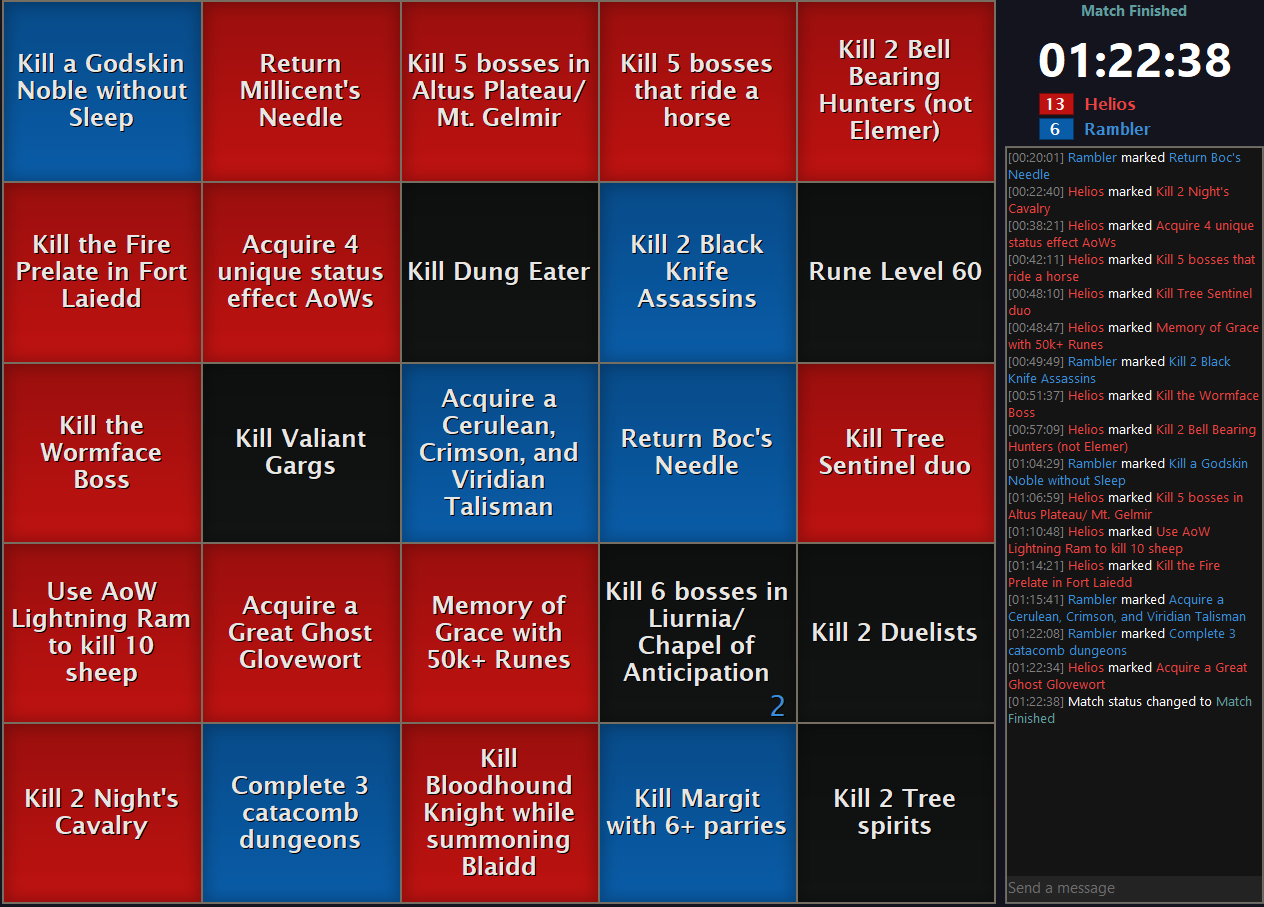 Kill a Godskin
Noble without
Sleep
Return
Millicent's
Needle
Kill 5 bosses in
Altus Plateau/
Mt. Gelmir
Kill 5 bosses
that ride a
horse
Kill 2 Bell
Bearing
Hunters (not
Elemer)
Kill the Fire
Prelate in Fort
Laiedd
Acquire 4
unique status
effect AoWs
Kill Dung Eater
Kill 2 Black
Knife
Assassins
Rune Level 60
Kill the
Wormface
Boss
Kill Valiant
Gargs
Acquire a
Cerulean,
Crimson, and
Viridian
Talisman
Return Boc's
Needle
Kill Tree
Sentinel duo
Use AoW
Lightning Ram
to kill 10
sheep
Acquire a
Great Ghost
Glovewort
Memory of
Grace with
50k+ Runes
Kill 6 bosses in
Liurnia/
Chapel of
Anticipation
2
Kill 2 Duelists
Kill 2 Night's
Cavalry
Complete 3
catacomb
dungeons
Kill
Bloodhound
Knight while
summoning
Blaidd
Kill Margit
with 6+ parries
Kill 2 Tree
spirits
Match Finished
01:22:38
13 Helios
6 Rambler
[00:20:01] Rambler marked Return Boc's
Needle
[00:22:40] Helios marked Kill 2 Night's
Cavalry
[00:38:21] Helios marked Acquire 4 unique
status effect AoWs
[00:42:11] Helios marked Kill 5 bosses that
ride a horse
[00:48:10] Helios marked Kill Tree Sentinel
duo
[00:48:47] Helios marked Memory of Grace
with 50k+ Runes
[00:49:49] Rambler marked Kill 2 Black
Knife Assassins
[00:51:37] Helios marked Kill the Wormface
Boss
[00:57:09] Helios marked Kill 2 Bell Bearing
Hunters (not Elemer)
[01:04:29] Rambler marked Kill a Godskin
Noble without Sleep
[01:06:59] Helios marked Kill 5 bosses in
Altus Plateau/ Mt. Gelmir
[01:10:48] Helios marked Use AoW
Lightning Ram to kill 10 sheep
[01:14:21] Helios marked Kill the Fire
Prelate in Fort Laiedd
[01:15:41] Rambler marked Acquire a
Cerulean, Crimson, and Viridian Talisman
[01:22:08] Rambler marked Complete 3
catacomb dungeons
[01:22:34] Helios marked Acquire a Great
Ghost Glovewort
[01:22:38] Match status changed to Match
Finished
Send a message